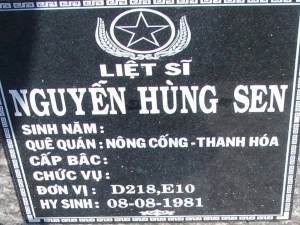 LIỆT SĨ
NGUYỄN HÙNG SEN
SINH NĂM :
QUÊ QUÁN : NÔNG CỐNG - THANH HÓA
CẤP BẬC :
CHỨC VỤ :
ĐƠN VỊ : D218,E10
HY SINH : 08-08-1981